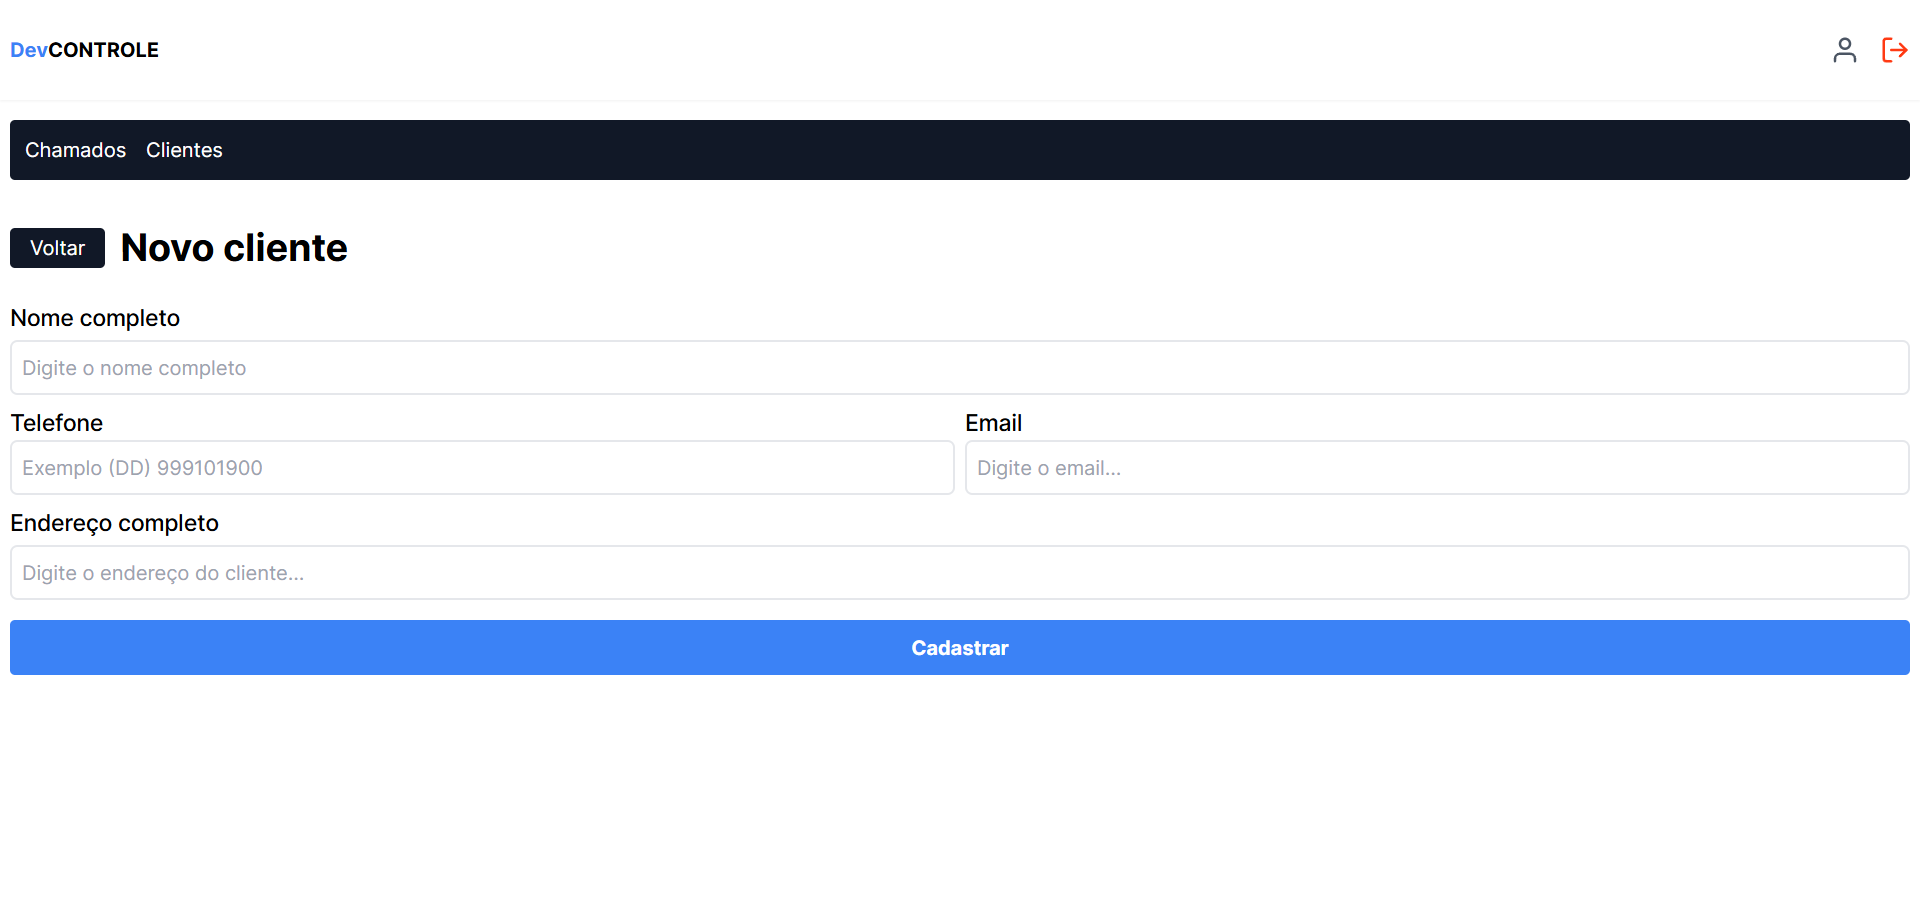 DevCONTROLE
Chamados Clientes
Voltar Novo cliente
Nome completo
Digite o nome completo
Telefone Email
Exemplo (DD) 999101900 Digite o email...
Endereço completo
Digite o endereço do cliente...
Cadastrar